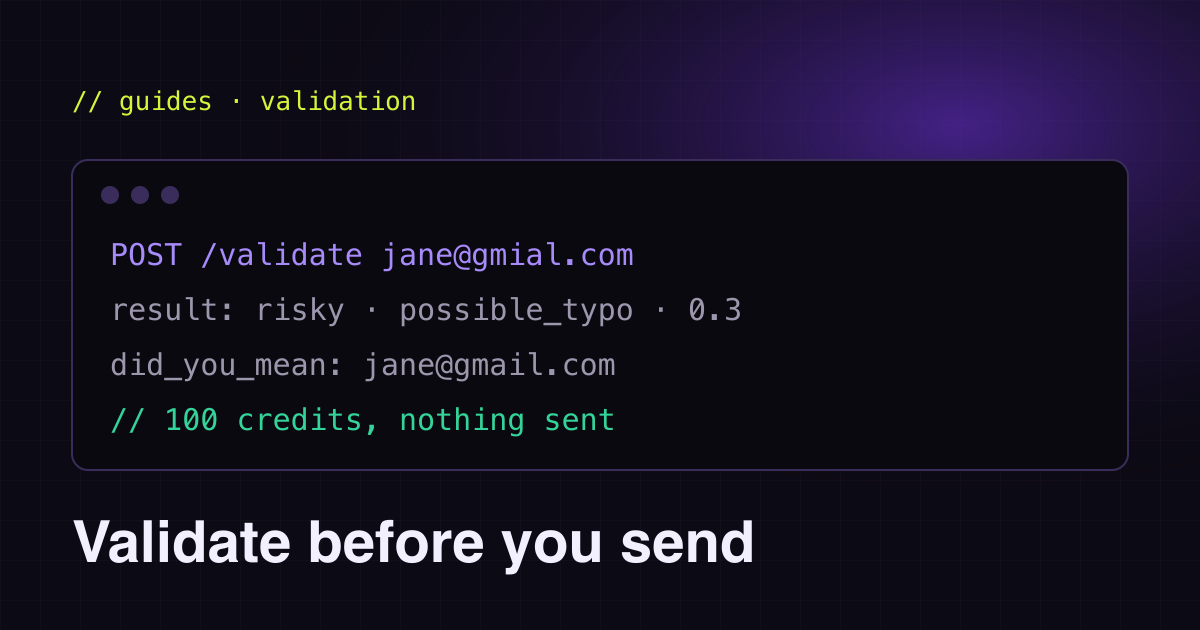 // guides · validation
POST /validate jane@gmial.com
result: risky · possible_typo · 0.3
did_you_mean: jane@gmail.com
// 100 credits, nothing sent
Validate before you send